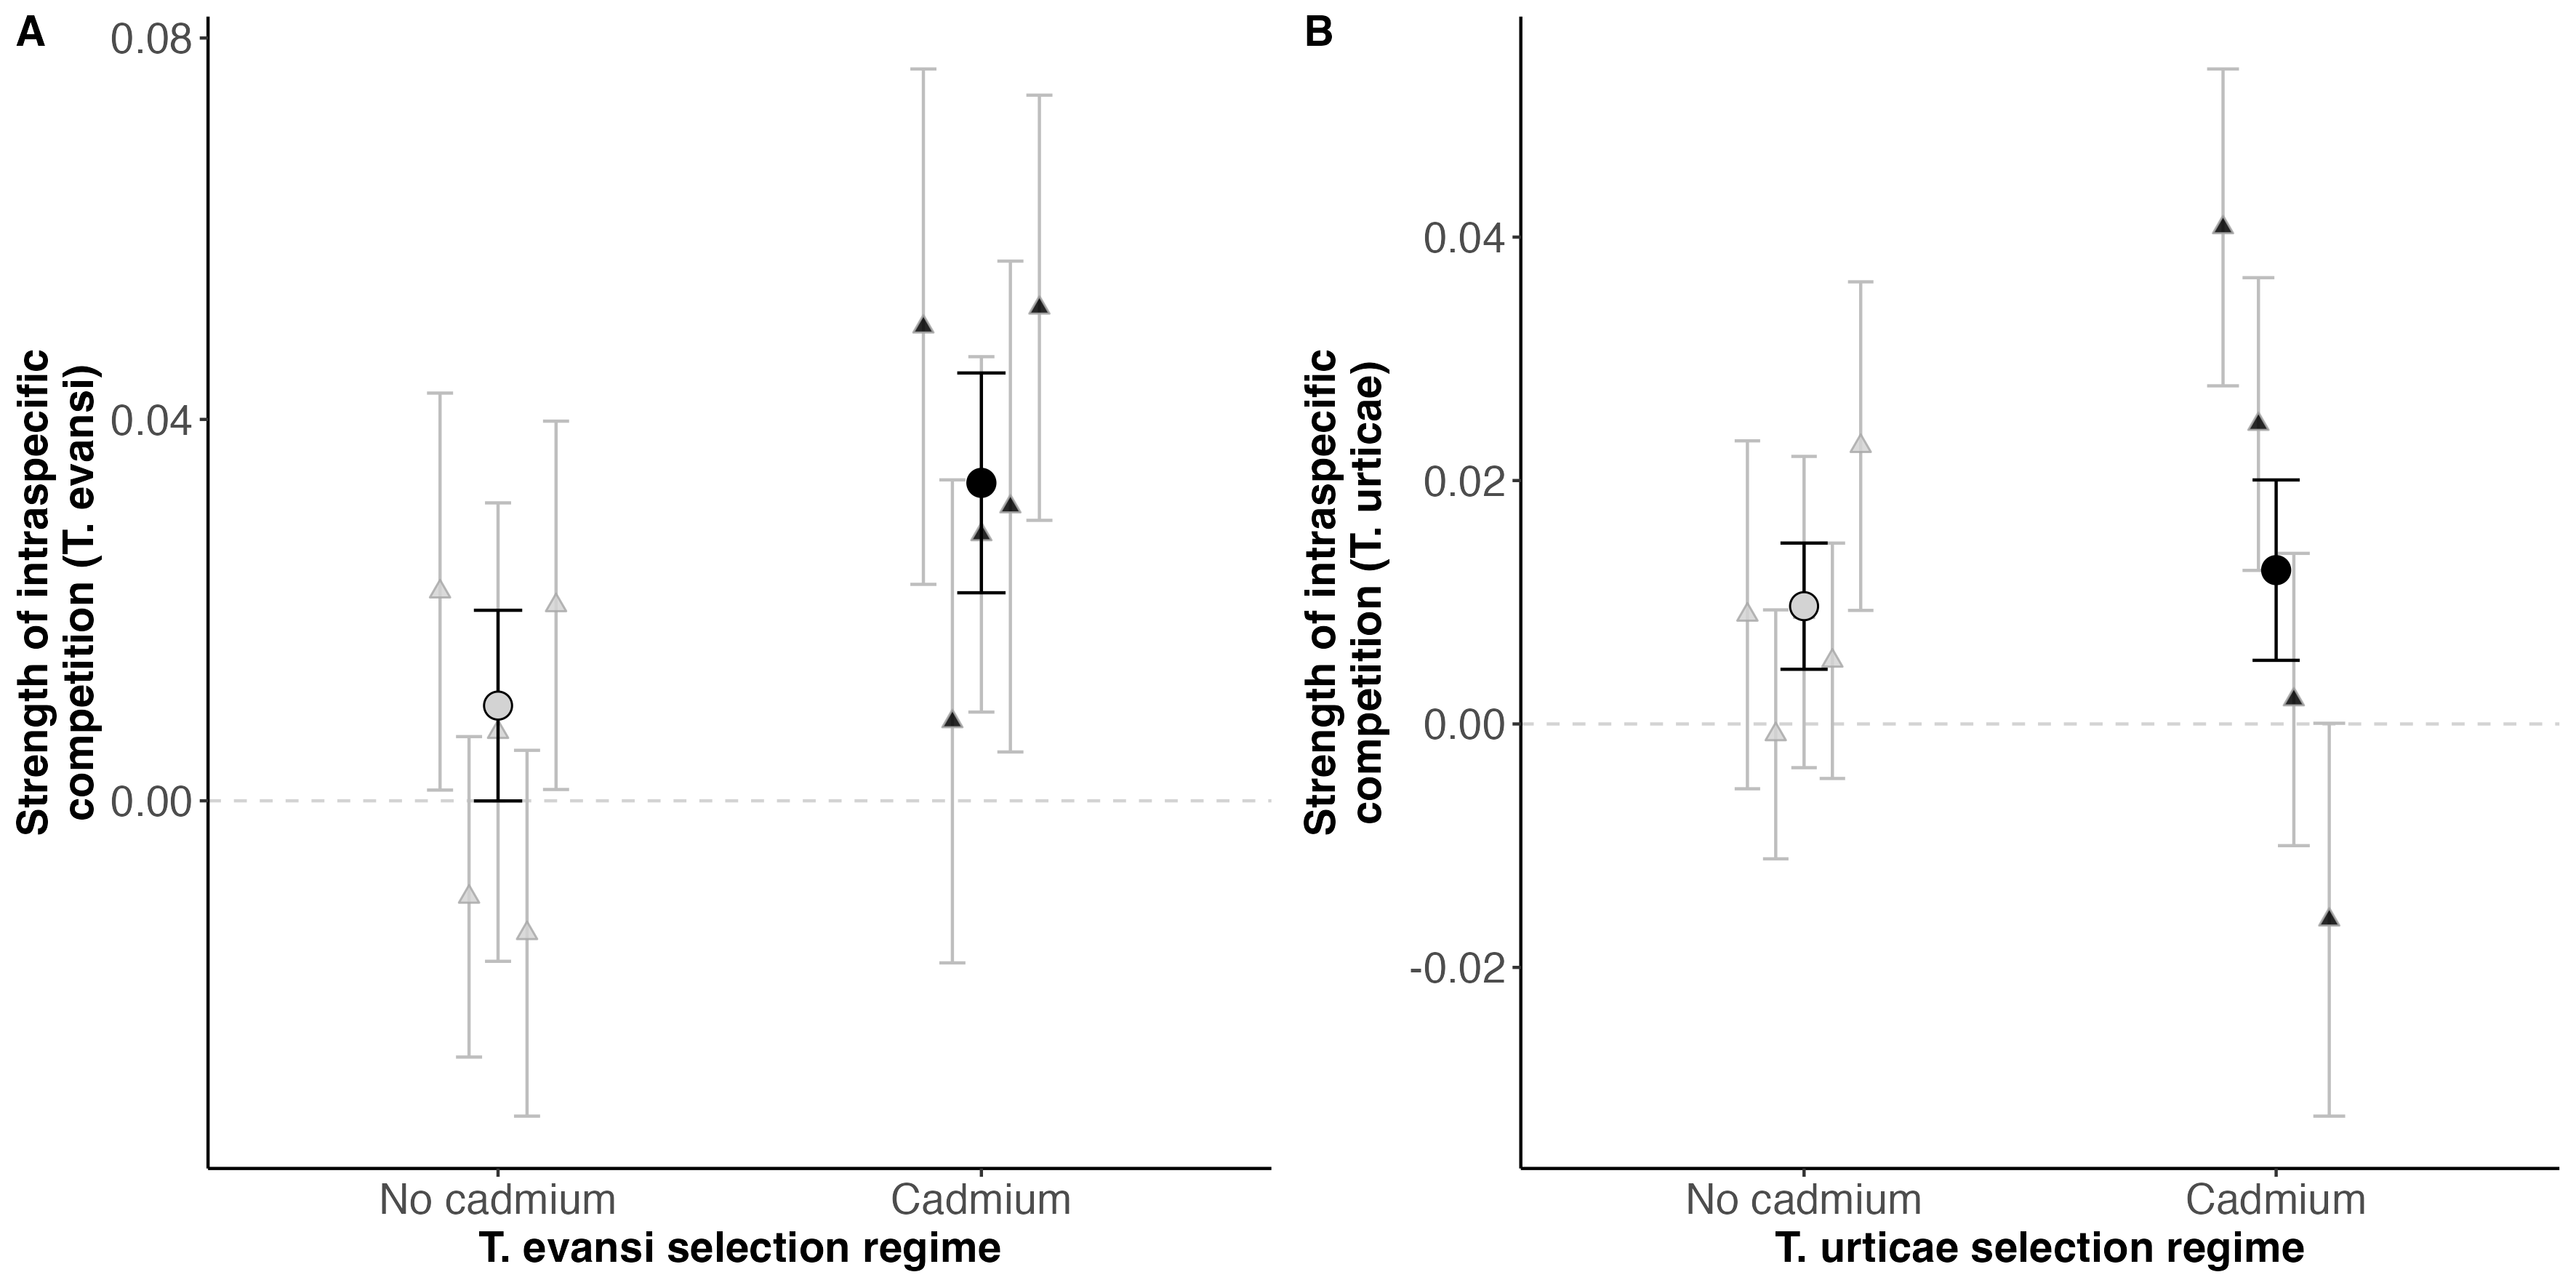 A
Strength of intraspecific
competition (T. evansi)
0.08
0.04
0.00
No cadmium
Cadmium
T. evansi selection regime
B
Strength of intraspecific
competition (T. urticae)
0.04
0.02
0.00
-0.02
No cadmium
Cadmium
T. urticae selection regime